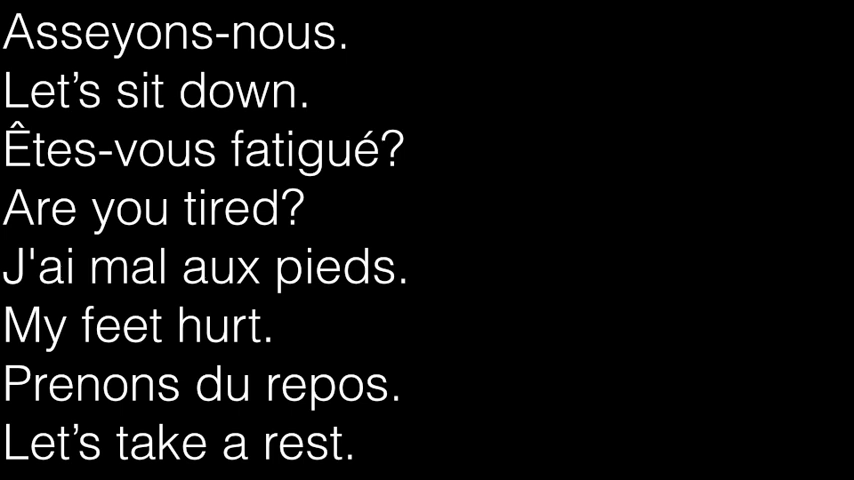 Asseyons-nous.
Let’s sit down.
Êtes-vous fatigué?
Are you tired?
J'ai mal aux pieds.
My feet hurt.
Prenons du repos.
Let’s take a rest.